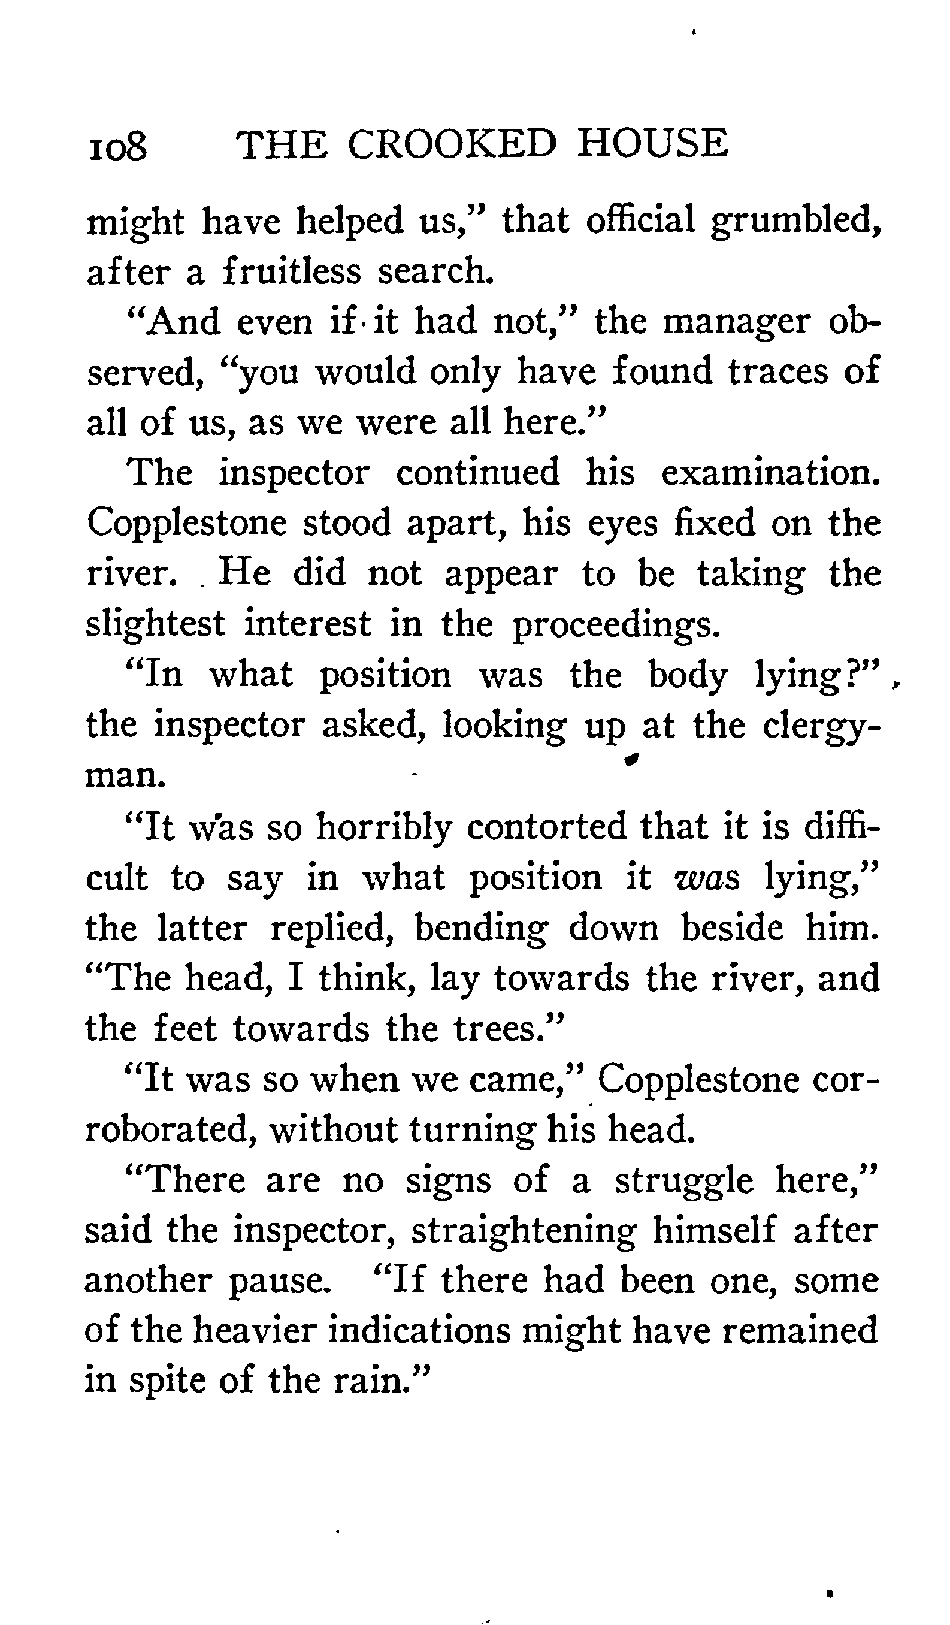 108 THE CROOKED HOUSE
might have helped us,” that official grumbled,
after a fruitless search.
“And even if it had not,” the manager ob-
served, “you would only have found traces of
all of us, as we were all here.”
The inspector continued his examination.
Copplestone stood apart, his eyes fixed on the
river. He did not appear to be taking the
slightest interest in the proceedings.
“In what position was the body lying?”
the inspector asked, looking up at the clergy-
man.
“It was so horribly contorted that it is diffi-
cult to say in what position it was lying,”
the latter replied, bending down beside him.
“The head, I think, lay towards the river, and
the feet towards the trees.”
“It was so when we came,” Copplestone cor-
roborated, without turning his head.
“There are no signs of a struggle here,”
said the inspector, straightening himself after
another pause. “If there had been one, some
of the heavier indications might have remained
in spite of the rain.”